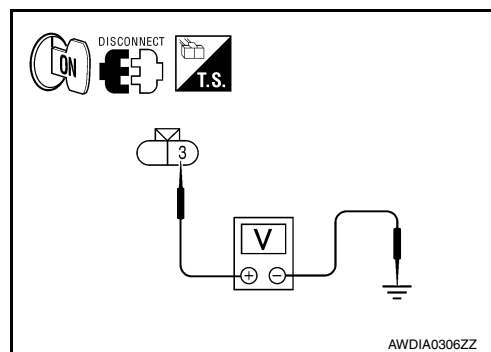 DISCONNECT
ON
T.S.
3
V
+ −
AWDIA0306ZZ